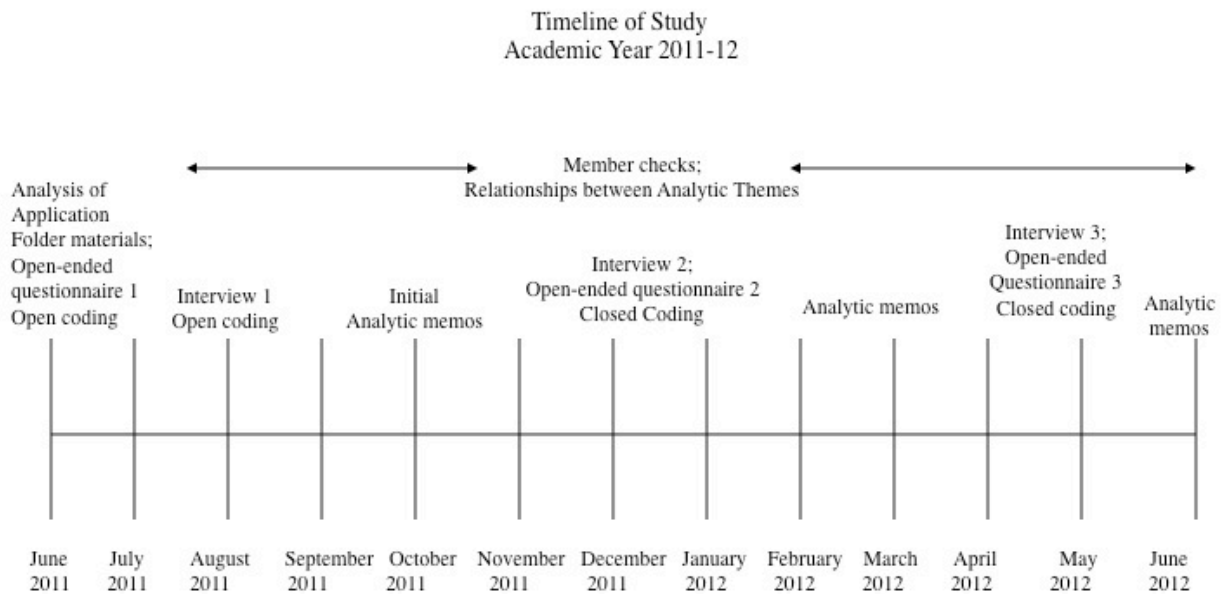 Timeline of Study
Academic Year 2011-12
Member checks;
Relationships between Analytic Themes
Analysis of
Application
Folder materials;
Open-ended
questionnaire 1
Open coding
Interview 1
Open coding
Initial
Analytic memos
Interview 2;
Open-ended questionnaire 2
Closed Coding
Analytic memos
Interview 3;
Open-ended
Questionnaire 3
Closed coding
Analytic
memos
June
2011
July
2011
August
2011
September
2011
October
2011
November
2011
December
2011
January
2012
February
2012
March
2012
April
2012
May
2012
June
2012